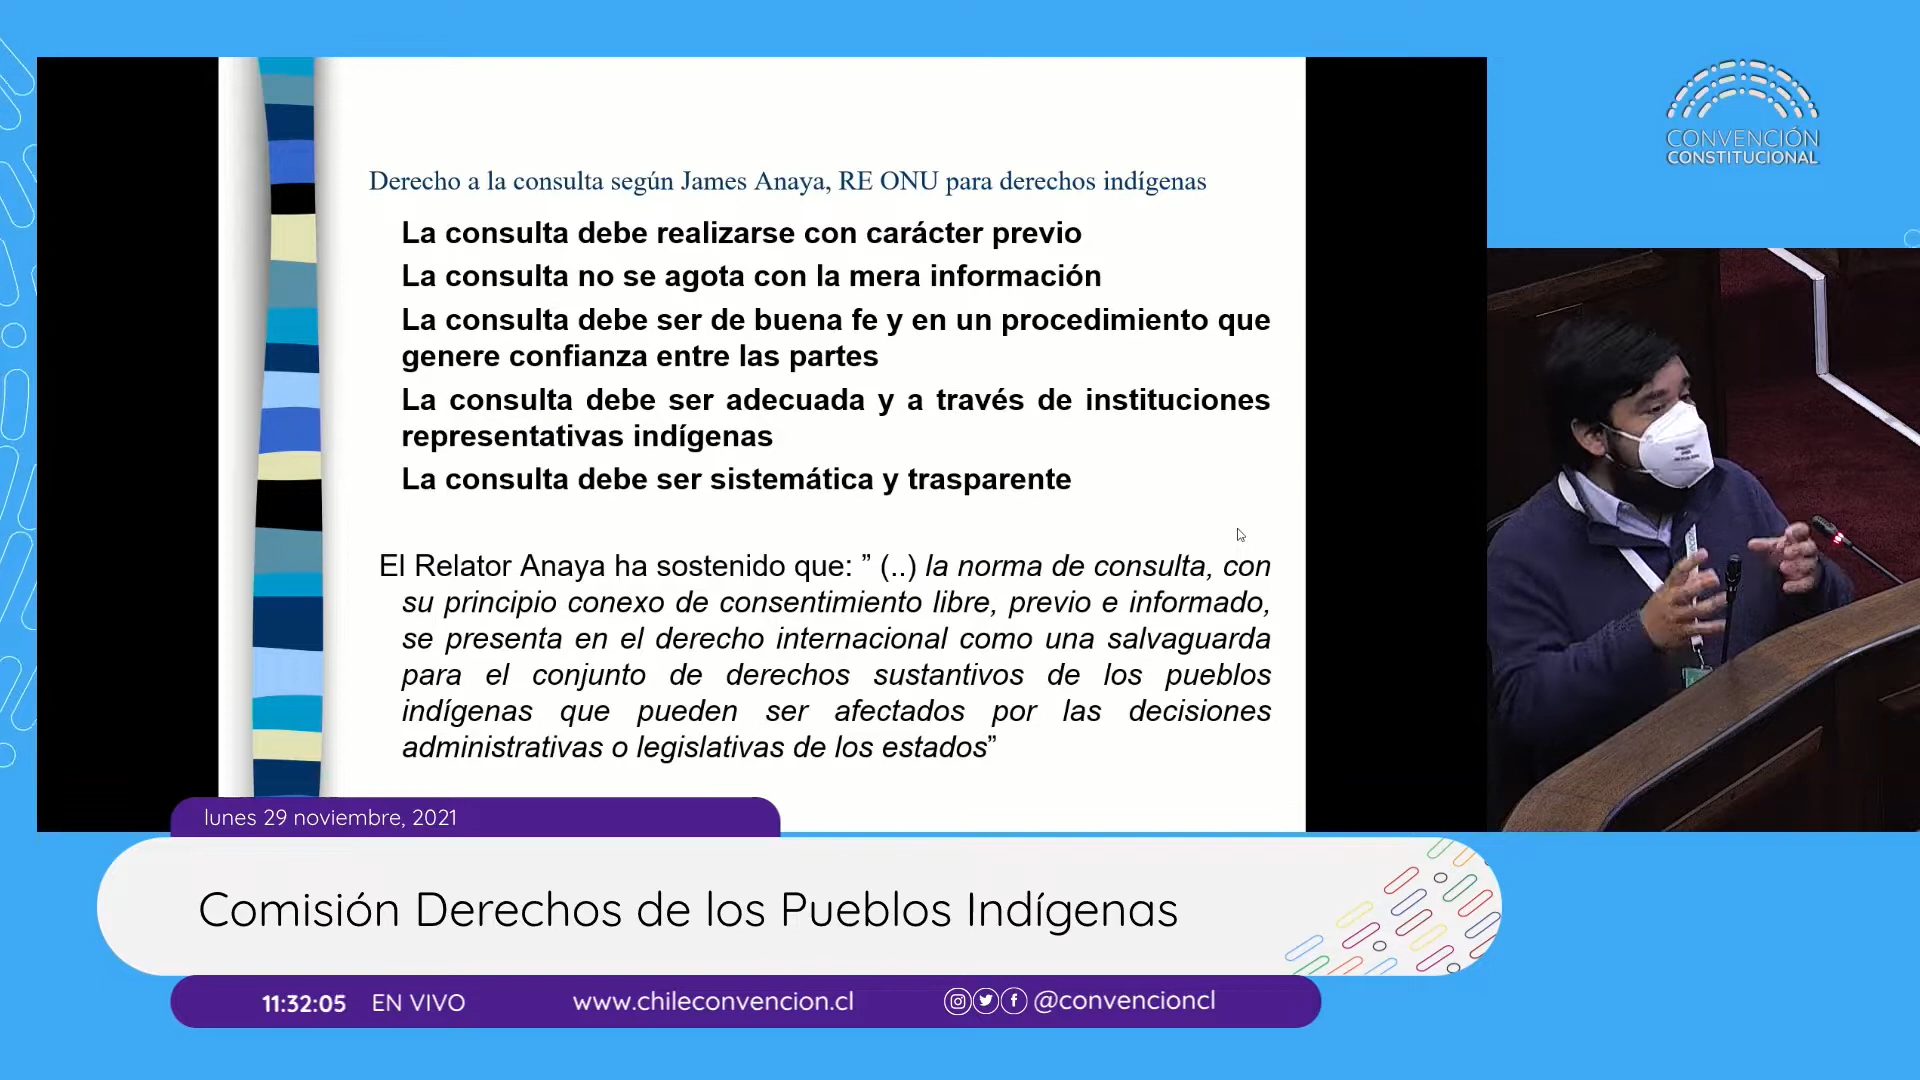 CONVENCIÓN
CONSTITUCIONAL
Derecho a la consulta según James Anaya, RE ONU para derechos indígenas
La consulta debe realizarse con carácter previo
La consulta no se agota con la mera información
La consulta debe ser de buena fe y en un procedimiento que
genere confianza entre las partes
La consulta debe ser adecuada y a través de instituciones
representativas indígenas
La consulta debe ser sistemática y trasparente
El Relator Anaya ha sostenido que: ” (..) la norma de consulta, con
su principio conexo de consentimiento libre, previo e informado,
se presenta en el derecho internacional como una salvaguarda
para el conjunto de derechos sustantivos de los pueblos
indígenas que pueden ser afectados por las decisiones
administrativas o legislativas de los estados”
lunes 29 noviembre, 2021
Comisión Derechos de los Pueblos Indígenas
11:32:05 EN VIVO www.chileconvencion.cl @convencioncl